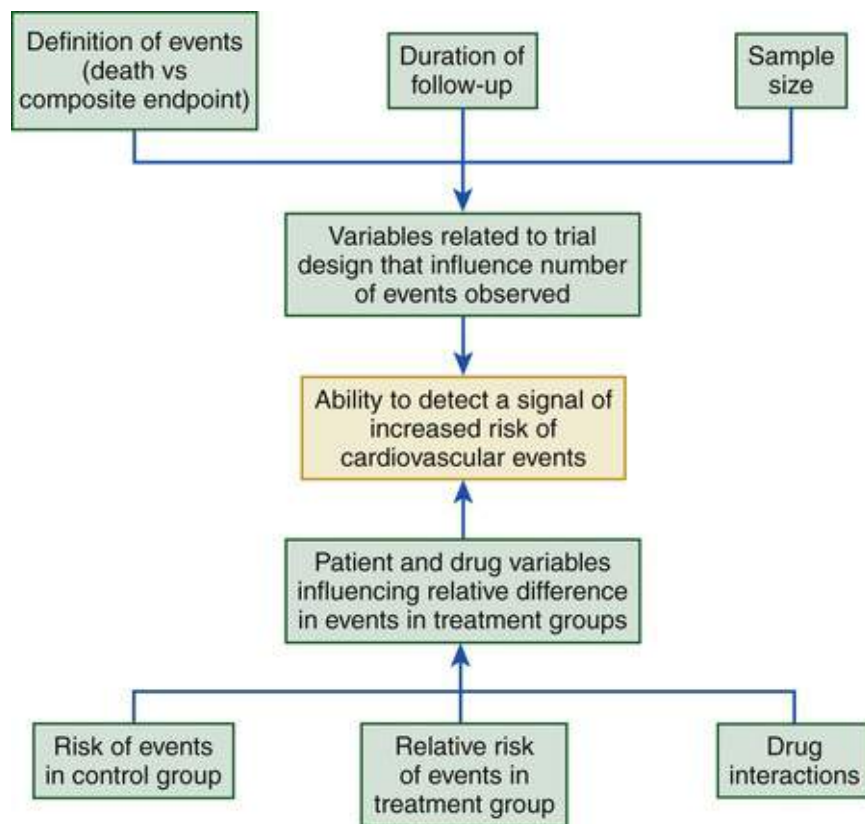 Definition of events
(death vs
composite endpoint)
Duration of
follow-up
Sample
size
Variables related to trial
design that influence number
of events observed
Ability to detect a signal of
increased risk of
cardiovascular events
Patient and drug variables
influencing relative difference
in events in treatment groups
Risk of events
in control group
Relative risk
of events in
treatment group
Drug
interactions